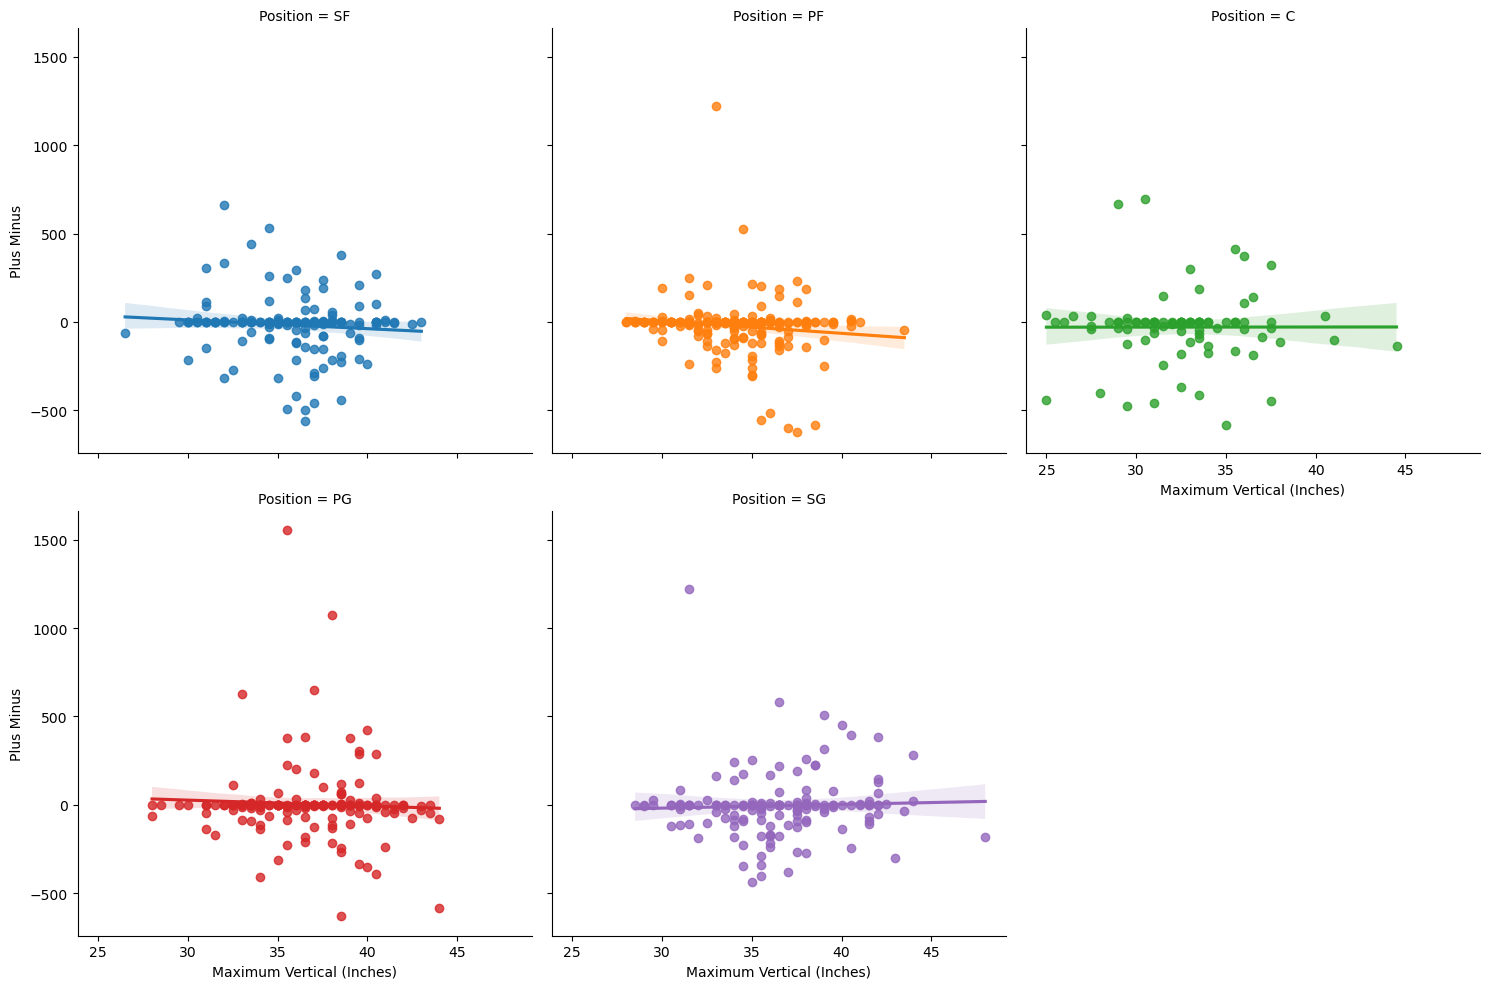 Position = SF
Position = PF
Position = C
1500
1000
500
0
−500
Plus Minus
25
30
35
40
45
Maximum Vertical (Inches)
Position = PG
Position = SG
1500
1000
500
0
−500
Plus Minus
25
30
35
40
45
Maximum Vertical (Inches)
25
30
35
40
45
Maximum Vertical (Inches)